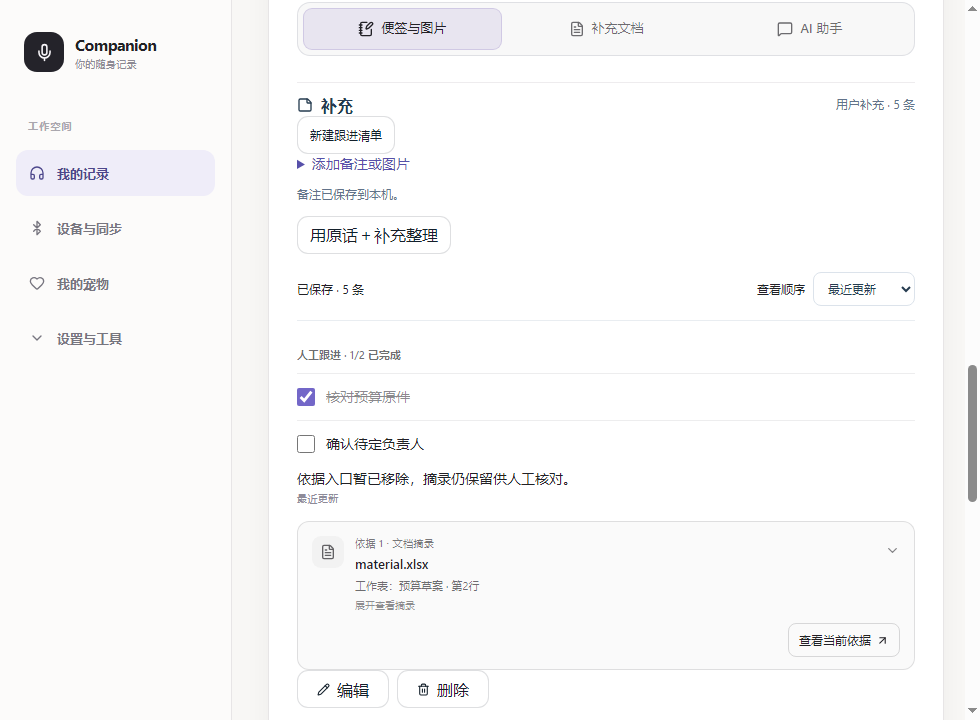 Companion
你的随身记录
工作空间
我的记录
设备与同步
我的宠物
设置与工具
便签与图片
补充文档
AI 助手
补充
用户补充 · 5 条
新建跟进清单
添加备注或图片
备注已保存到本机。
用原话 + 补充整理
已保存 · 5 条
查看顺序
最近更新
人工跟进 · 1/2 已完成
核对预算原件
确认待定负责人
依据入口暂已移除，摘录仍保留供人工核对。
最近更新
依据 1 · 文档摘录
material.xlsx
工作表：预算草案 · 第2行
展开查看摘录
查看当前依据
编辑
删除